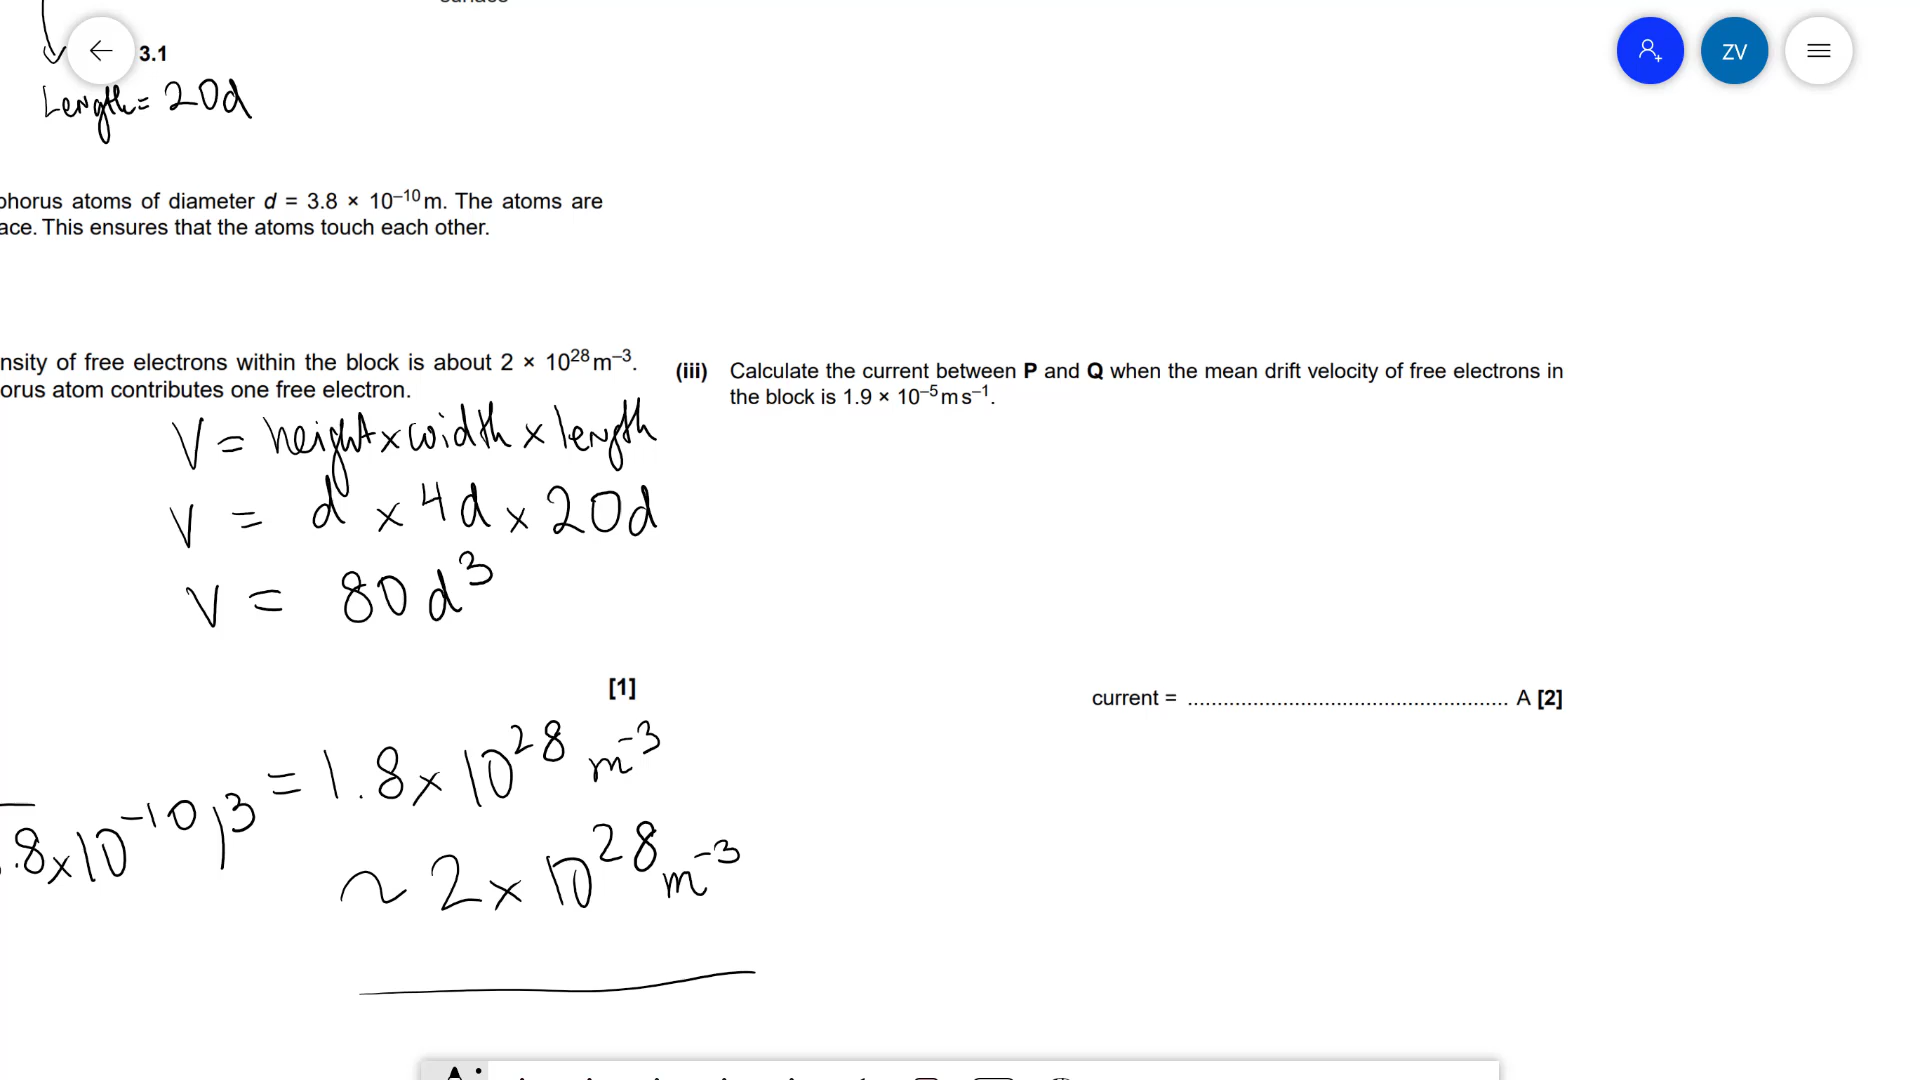 3.1
Length = 20d
phorus atoms of diameter d = 3.8 × 10⁻¹⁰ m. The atoms are
ace. This ensures that the atoms touch each other.
nsity of free electrons within the block is about 2 × 10²⁸ m⁻³.
orus atom contributes one free electron.
V = height x width x length
V = d x 4d x 20d
V = 80d³
[1]
.8x10⁻¹⁰)³ = 1.8 x 10²⁸ m⁻³
~ 2 x 10²⁸ m⁻³
ZV
(iii) Calculate the current between P and Q when the mean drift velocity of free electrons in
the block is 1.9 × 10⁻⁵ m s⁻¹.
current = ...................................................... A [2]